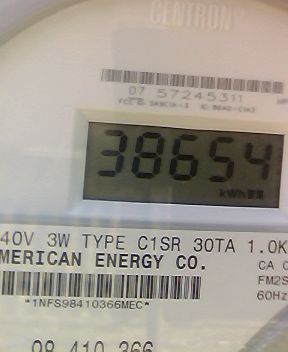 CENTRON
07 57245311
38654
kWh
40V 3W TYPE C1SR 30TA 1.0K
MERICAN ENERGY CO.
CA 0
FM2S
60Hz
*1NFS98410366MEC*
98 410 366